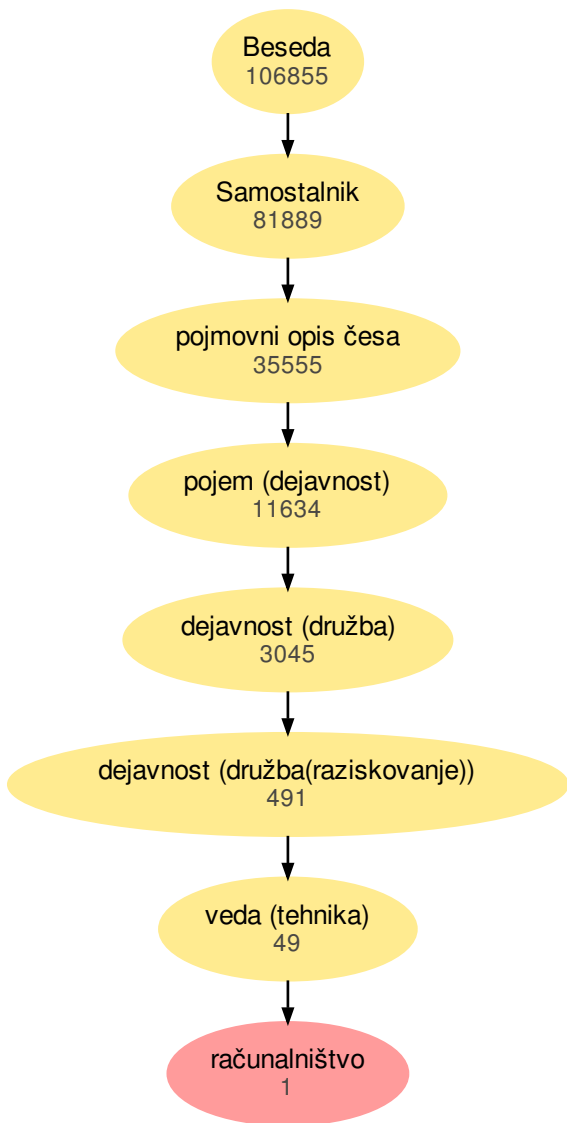 Beseda
106855
Samostalnik
81889
pojmovni opis česa
35555
pojem (dejavnost)
11634
dejavnost (družba)
3045
dejavnost (družba(raziskovanje))
491
veda (tehnika)
49
računalništvo
1